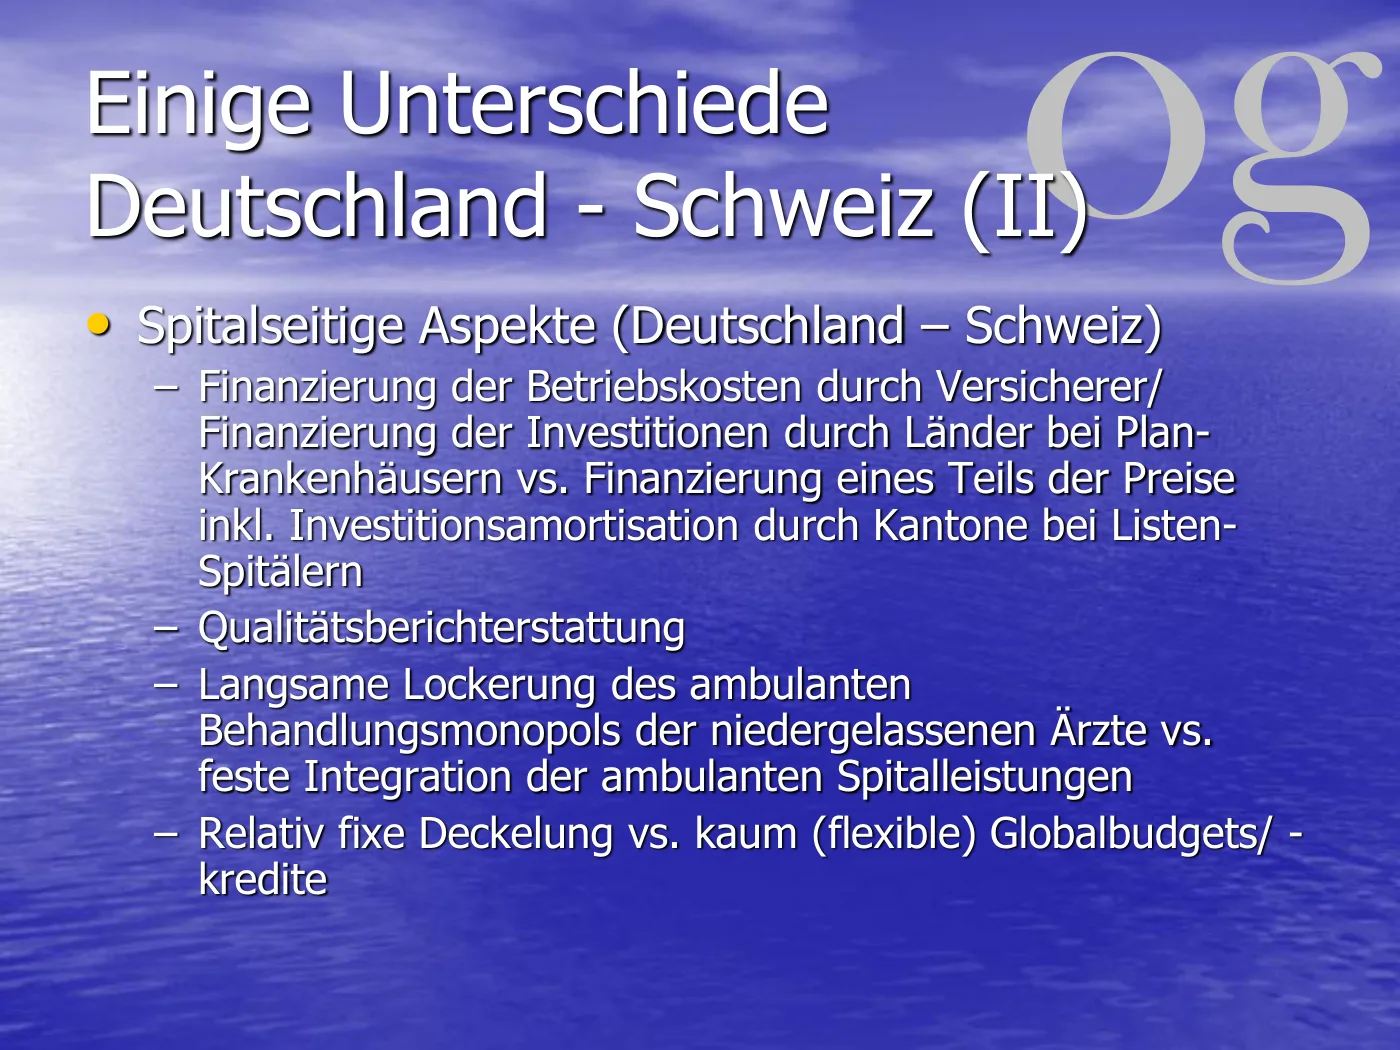 og
Einige Unterschiede
Deutschland - Schweiz (II)
• Spitalseitige Aspekte (Deutschland – Schweiz)
– Finanzierung der Betriebskosten durch Versicherer/
Finanzierung der Investitionen durch Länder bei Plan-
Krankenhäusern vs. Finanzierung eines Teils der Preise
inkl. Investitionsamortisation durch Kantone bei Listen-
Spitälern
– Qualitätsberichterstattung
– Langsame Lockerung des ambulanten
Behandlungsmonopols der niedergelassenen Ärzte vs.
feste Integration der ambulanten Spitalleistungen
– Relativ fixe Deckelung vs. kaum (flexible) Globalbudgets/ -
kredite